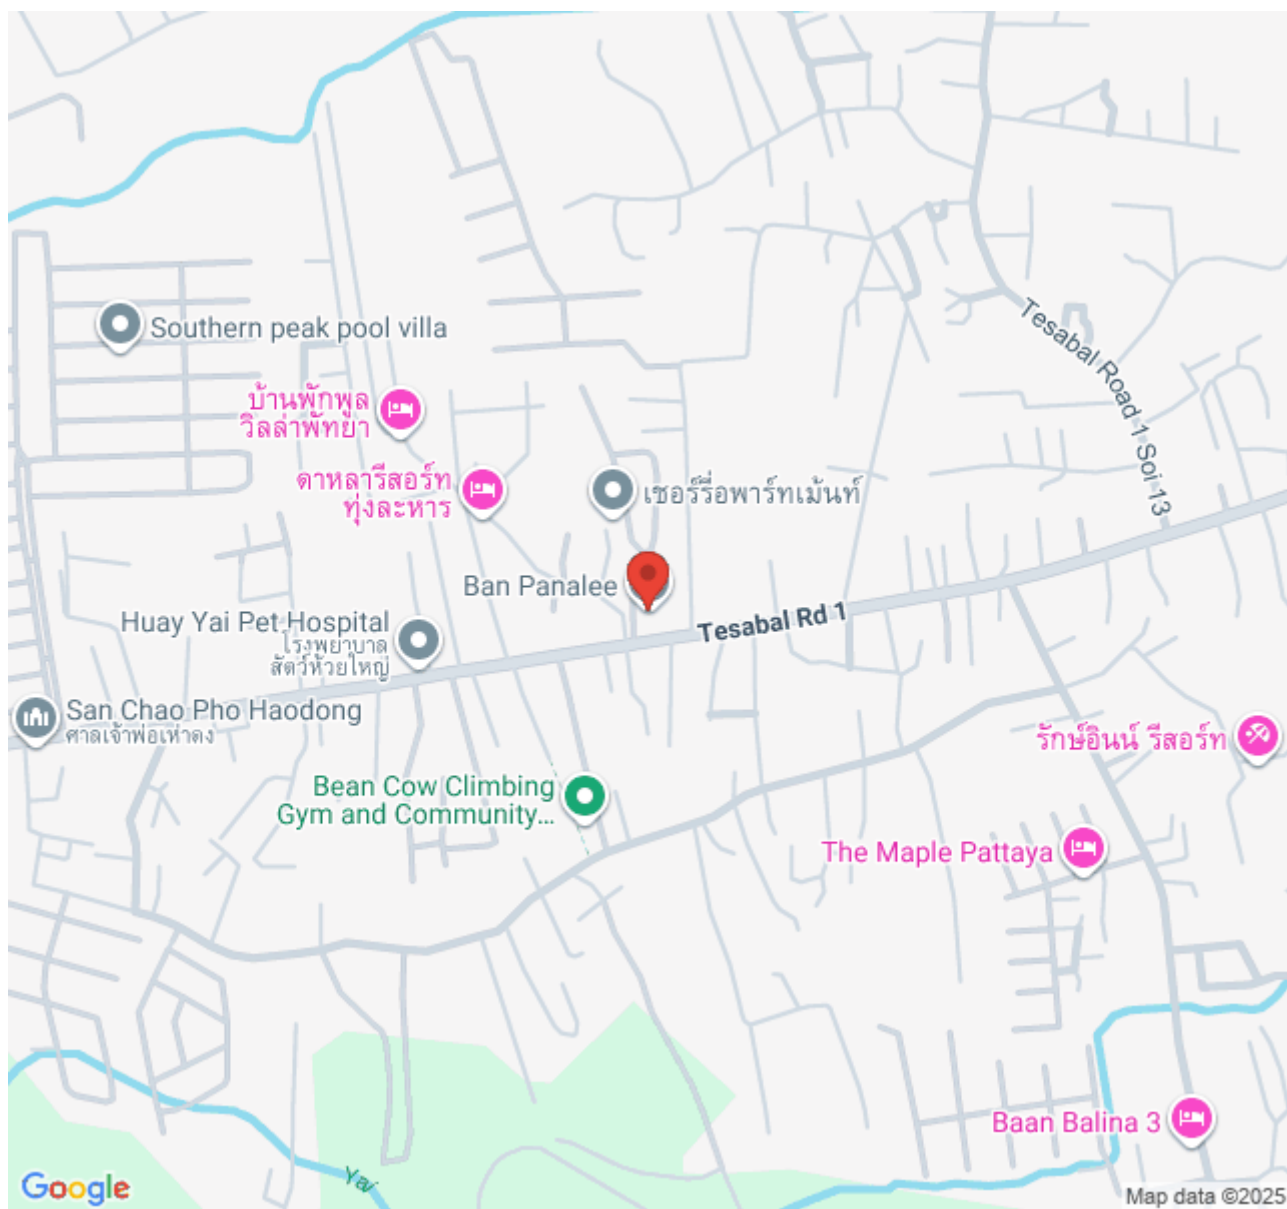 Tesabal Road 1 Soi 13
Southern peak pool villa
บ้านพักพูล
วิลล่าพัทยา
ดาหลารีสอร์ท
ทุ่งละหาร
เชอร์รี่อพาร์ทเม้นท์
Ban Panalee
Tesabal Rd 1
Huay Yai Pet Hospital
โรงพยาบาล
สัตว์ห้วยใหญ่
San Chao Pho Haodong
ศาลเจ้าพ่อเห่าดง
รักษ์อินน์ รีสอร์ท
Bean Cow Climbing
Gym and Community...
The Maple Pattaya
Baan Balina 3
Yai
Google
Map data ©2025